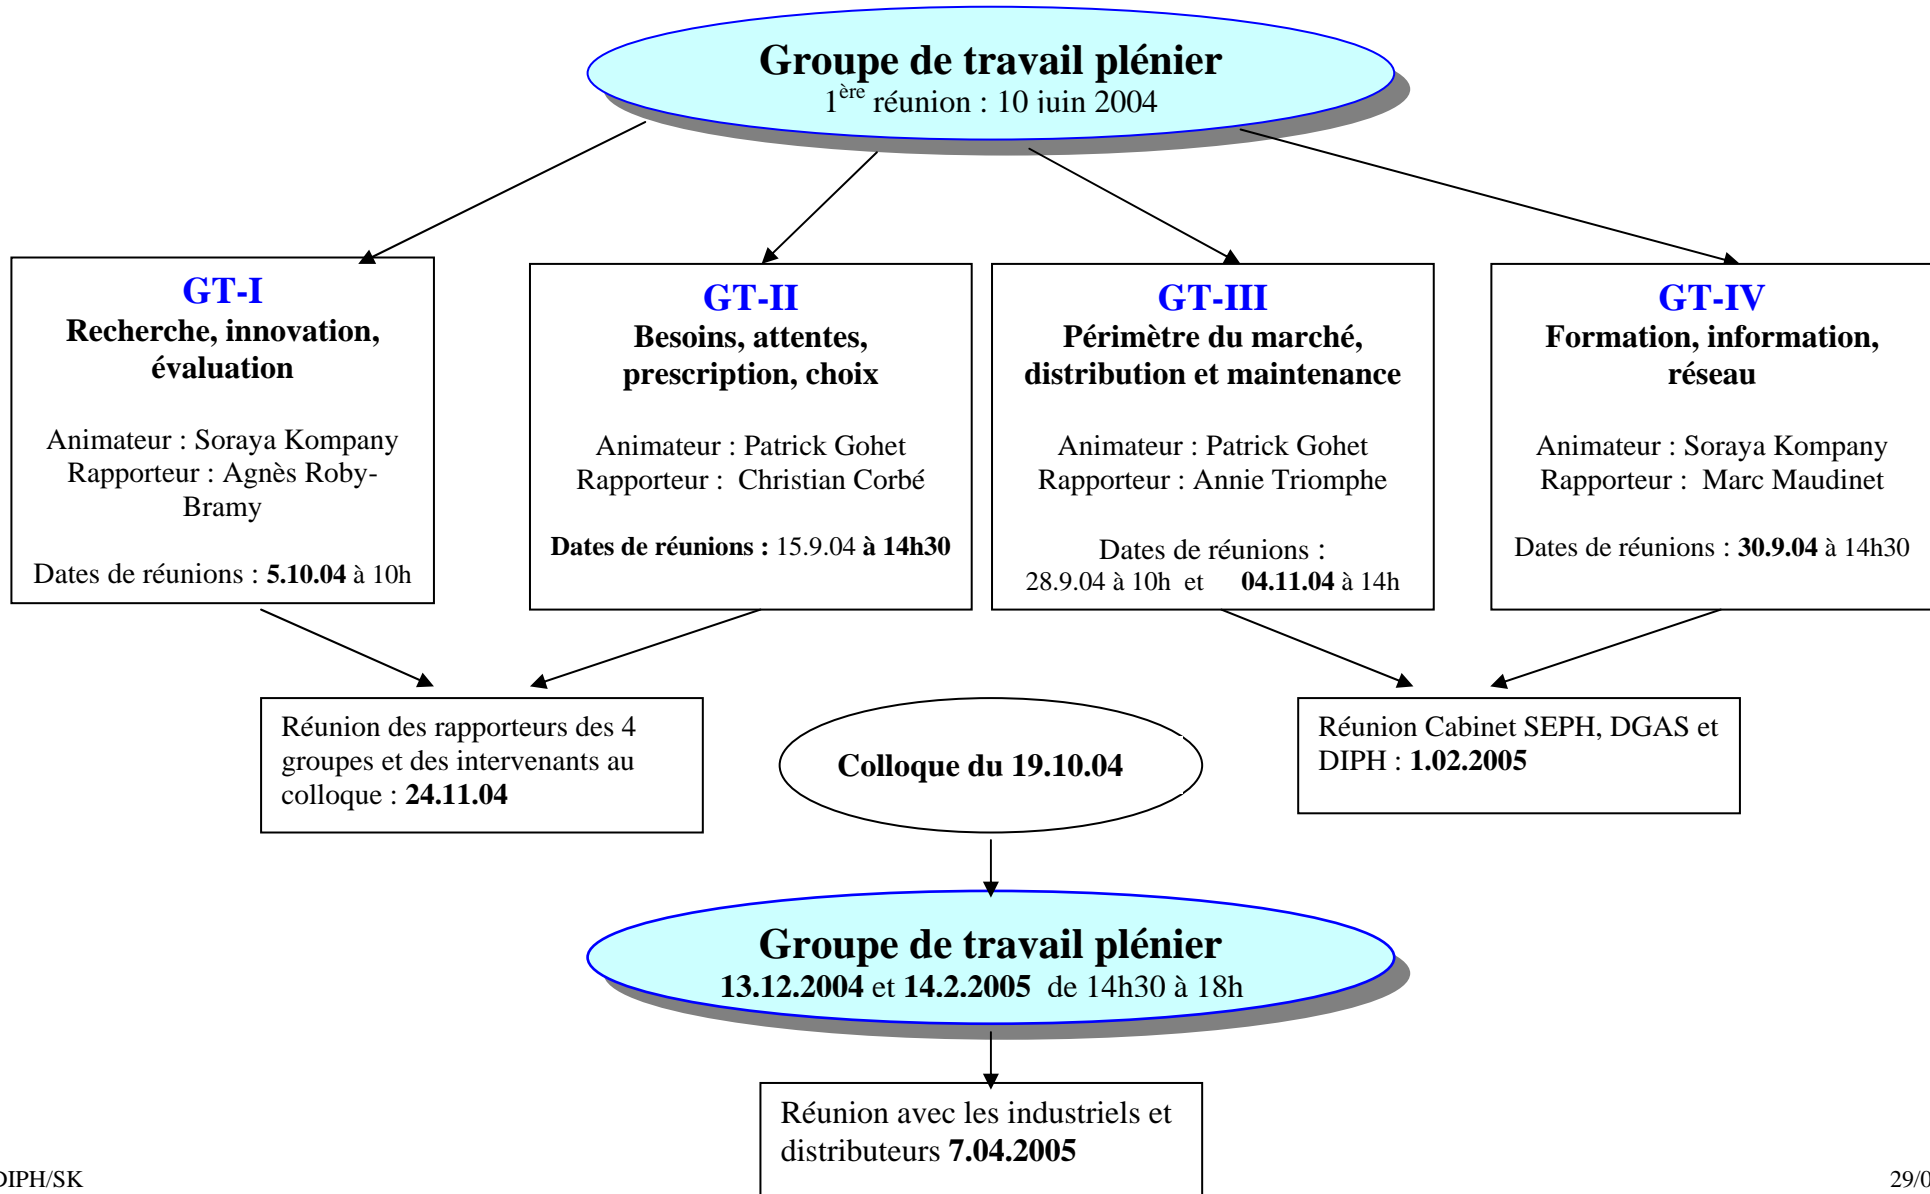 Groupe de travail plénier
1ère réunion : 10 juin 2004
GT-I
Recherche, innovation,
évaluation
Animateur : Soraya Kompany
Rapporteur : Agnès Roby-
Bramy
Dates de réunions : 5.10.04 à 10h
GT-II
Besoins, attentes,
prescription, choix
Animateur : Patrick Gohet
Rapporteur :  Christian Corbé
Dates de réunions : 15.9.04 à 14h30
GT-III
Périmètre du marché,
distribution et maintenance
Animateur : Patrick Gohet
Rapporteur : Annie Triomphe
Dates de réunions :
28.9.04 à 10h  et     04.11.04 à 14h
GT-IV
Formation, information,
réseau
Animateur : Soraya Kompany
Rapporteur :  Marc Maudinet
Dates de réunions : 30.9.04 à 14h30
Réunion des rapporteurs des 4
groupes et des intervenants au
colloque : 24.11.04
Colloque du 19.10.04
Réunion Cabinet SEPH, DGAS et
DIPH : 1.02.2005
Groupe de travail plénier
13.12.2004 et 14.2.2005  de 14h30 à 18h
Réunion avec les industriels et
distributeurs 7.04.2005
DIPH/SK
29/0